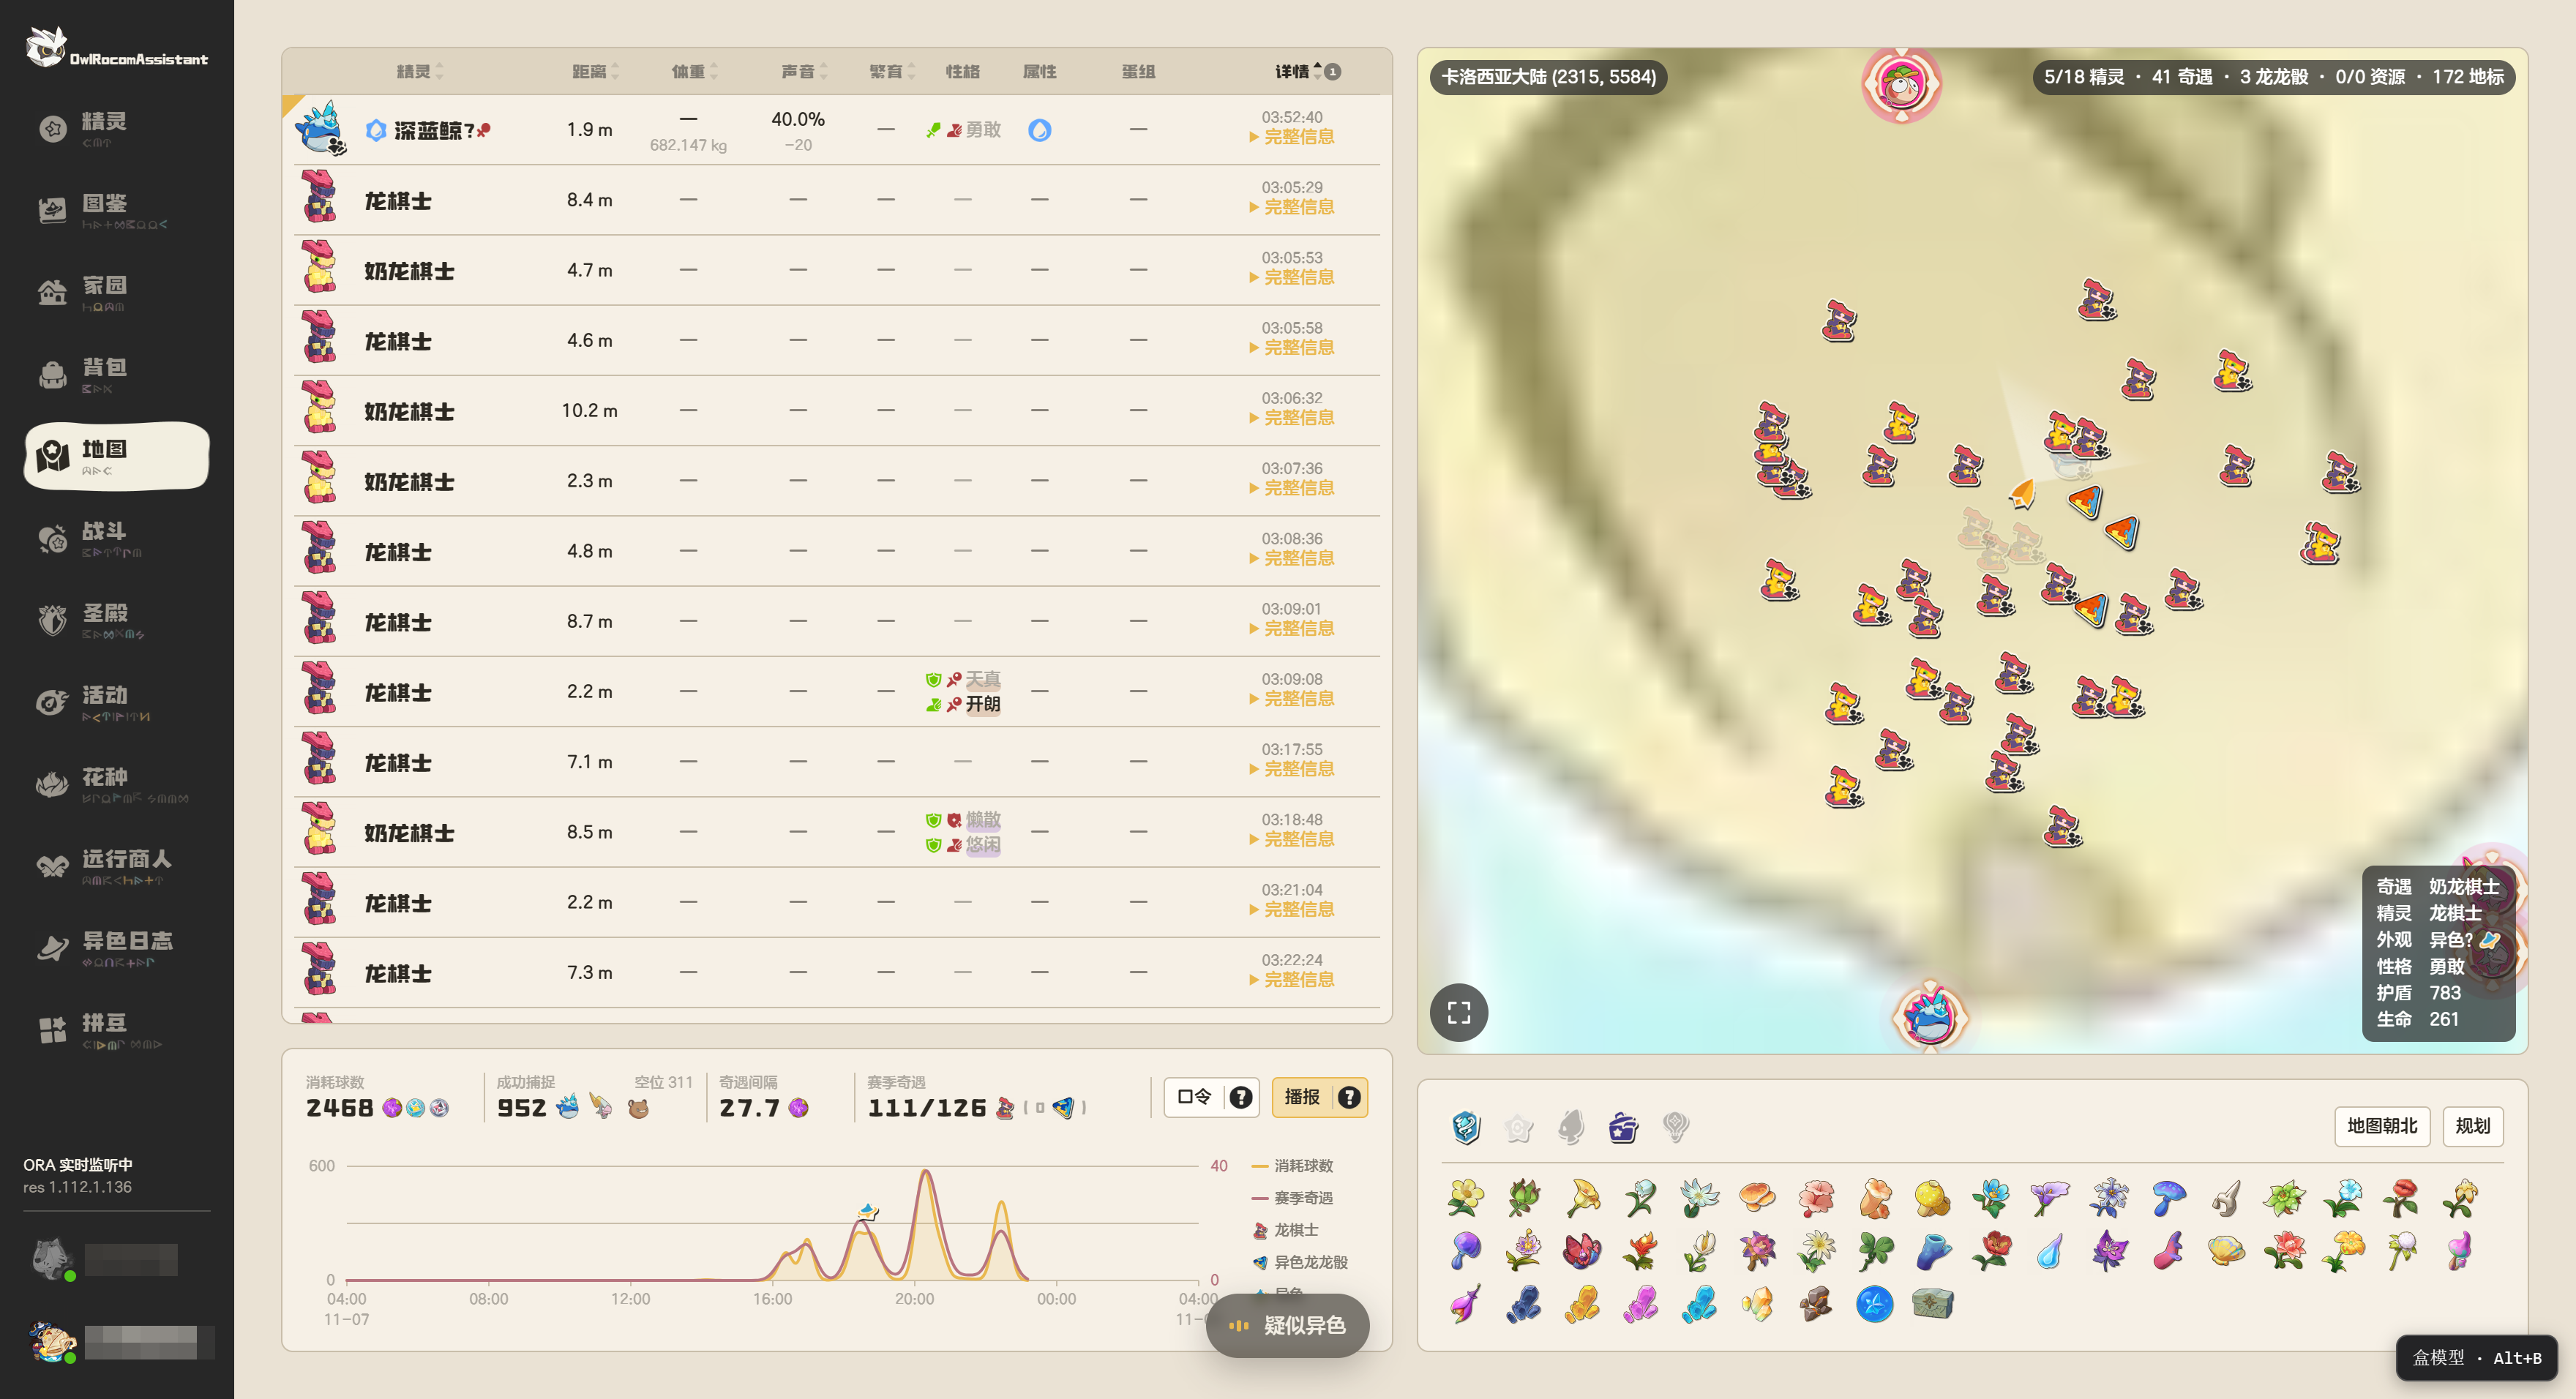 OwlRocomAssistant
精灵
图鉴
家园
背包
地图
战斗
圣殿
活动
花种
远行商人
异色日志
拼豆
ORA 实时监听中
res 1.112.1.136
精灵 距离 体重 声音 繁育 性格 属性 蛋组 详情 1
深蓝鲸? 1.9 m — 40.0% — 勇敢 — 03:52:40
682.147 kg -20 完整信息
龙棋士 8.4 m — — — — — — 03:05:29
完整信息
奶龙棋士 4.7 m — — — — — — 03:05:53
完整信息
龙棋士 4.6 m — — — — — — 03:05:58
完整信息
奶龙棋士 10.2 m — — — — — — 03:06:32
完整信息
奶龙棋士 2.3 m — — — — — — 03:07:36
完整信息
龙棋士 4.8 m — — — — — — 03:08:36
完整信息
龙棋士 8.7 m — — — — — — 03:09:01
完整信息
龙棋士 2.2 m — — — 天真 — — 03:09:08
开朗 完整信息
龙棋士 7.1 m — — — — — — 03:17:55
完整信息
奶龙棋士 8.5 m — — — 懒散 — — 03:18:48
悠闲 完整信息
龙棋士 2.2 m — — — — — — 03:21:04
完整信息
龙棋士 7.3 m — — — — — — 03:22:24
完整信息
消耗球数 成功捕捉 空位 311 奇遇间隔 赛季奇遇
2468 952 27.7 111/126 ( 0 )
口令 ? 播报 ?
600 40
0 0
04:00 08:00 12:00 16:00 20:00 00:00 04:00
11-07
消耗球数
赛季奇遇
龙棋士
异色龙龙骰
疑似异色
卡洛西亚大陆 (2315, 5584)
5/18 精灵 · 41 奇遇 · 3 龙龙骰 · 0/0 资源 · 172 地标
奇遇 奶龙棋士
精灵 龙棋士
外观 异色?
性格 勇敢
护盾 783
生命 261
地图朝北 规划
盒模型 · Alt+B